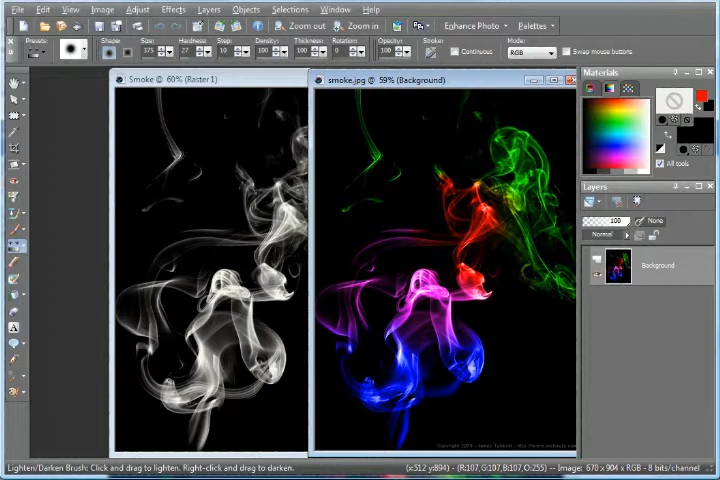 File Edit View Image Adjust Effects Layers Objects Selections Window Help
Zoom out Zoom in Enhance Photo Palettes
Presets: Shape Size: Hardness Step: Density: Thickness: Rotation: Opacity: Stroke: Continuous Mode: Swap mouse buttons
375 27 10 100 100 0 100 RGB
Smoke @ 60% (Raster1)
smoke.jpg @ 59% (Background)
Materials
All tools
Layers
100 None
Normal
Background
A
Lighten/Darken Brush: Click and drag to lighten. Right-click and drag to darken.
(x:512 y:894) - (R:107,G:107,B:107,O:255) -- Image: 670 x 904 x RGB - 8 bits/channel